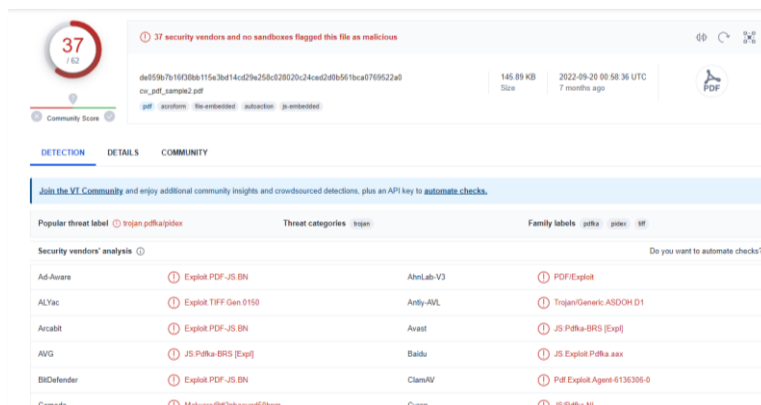 37
/ 62
Community Score
37 security vendors and no sandboxes flagged this file as malicious
de059b7b16f38bb115e3bd14cd29e258c028020c24ced2d0b561bca0769522a0
cw_pdf_sample2.pdf
pdf acroform file-embedded autoaction js-embedded
145.89 KB
Size
2022-09-20 00:58:36 UTC
7 months ago
PDF
DETECTION DETAILS COMMUNITY
Join the VT Community and enjoy additional community insights and crowdsourced detections, plus an API key to automate checks.
Popular threat label trojan.pdfka/pidex Threat categories trojan Family labels pdfka pidex tiff
Security vendors' analysis Do you want to automate checks?
Ad-Aware Exploit.PDF-JS.BN AhnLab-V3 PDF/Exploit
ALYac Exploit.TIFF.Gen.0150 Antiy-AVL Trojan/Generic.ASDOH.D1
Arcabit Exploit.PDF-JS.BN Avast JS:Pdfka-BRS [Expl]
AVG JS:Pdfka-BRS [Expl] Baidu JS.Exploit.Pdfka.aax
BitDefender Exploit.PDF-JS.BN ClamAV Pdf.Exploit.Agent-6136306-0